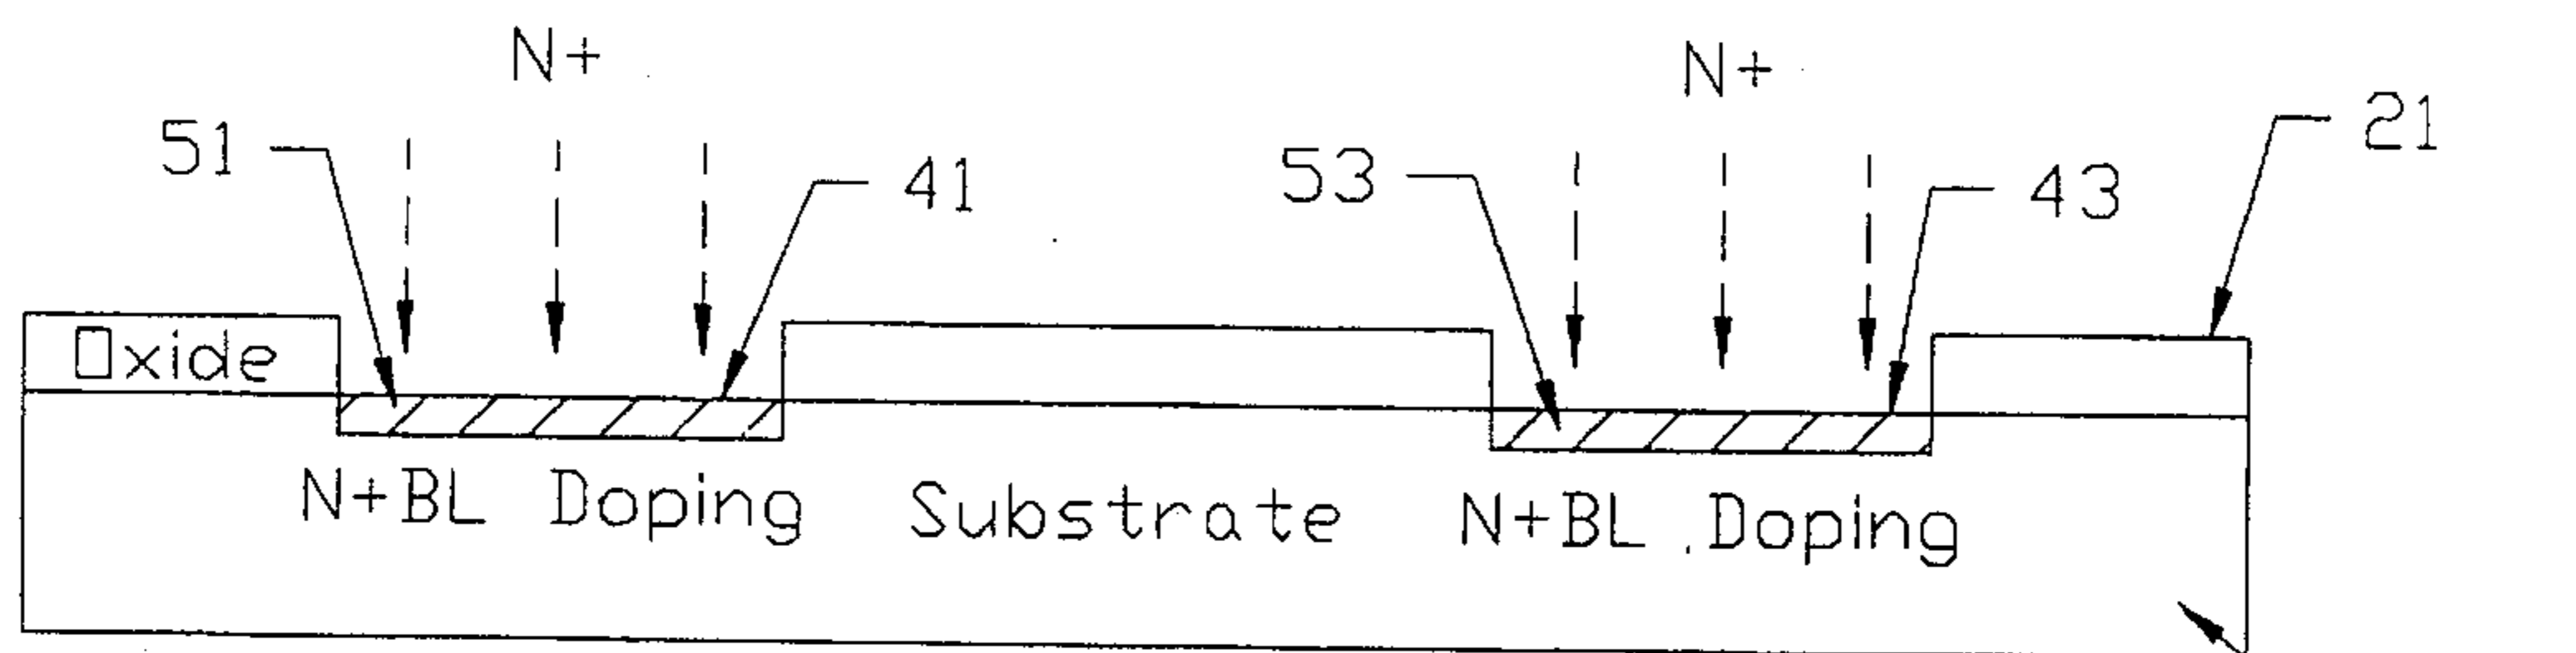 N+
N+
51
41
53
43
21
Oxide
N+BL Doping
Substrate
N+BL Doping